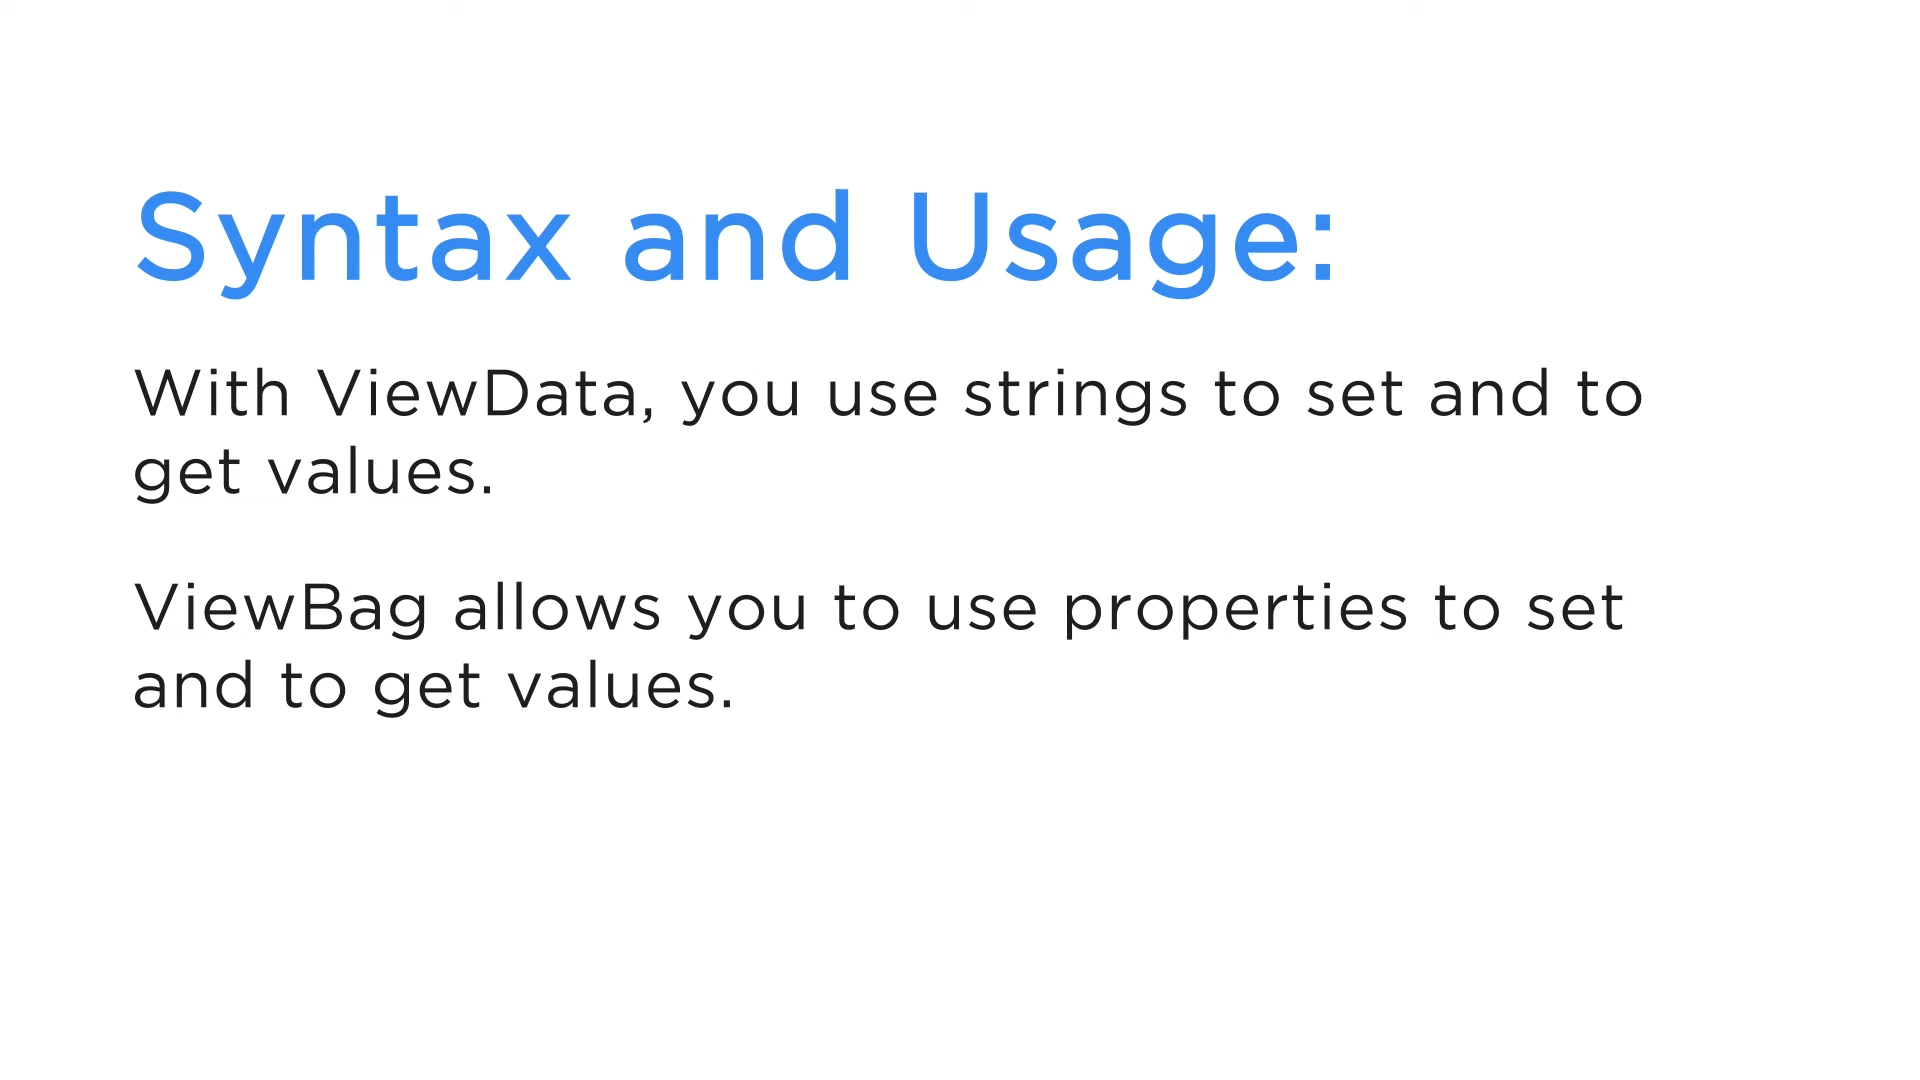 Syntax and Usage:
With ViewData, you use strings to set and to
get values.
ViewBag allows you to use properties to set
and to get values.